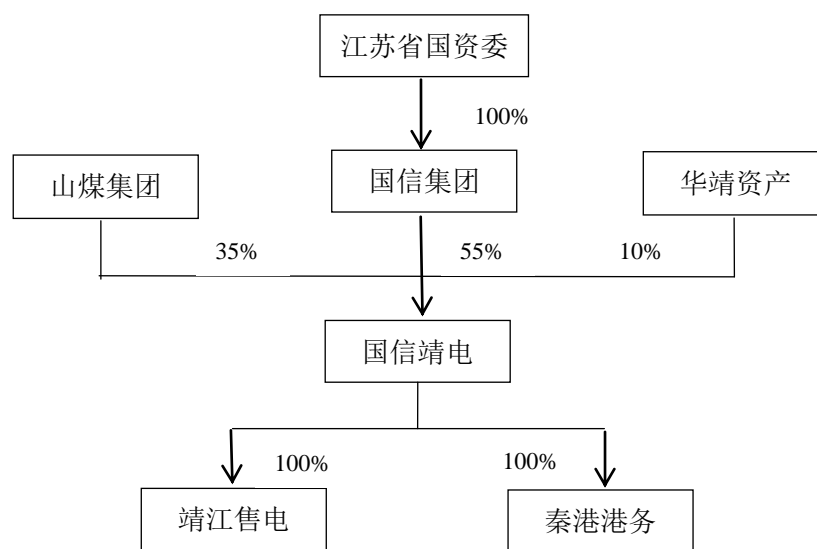 江苏省国资委
100%
山煤集团
国信集团
华靖资产
35%
55%
10%
国信靖电
100%
100%
靖江售电
秦港港务